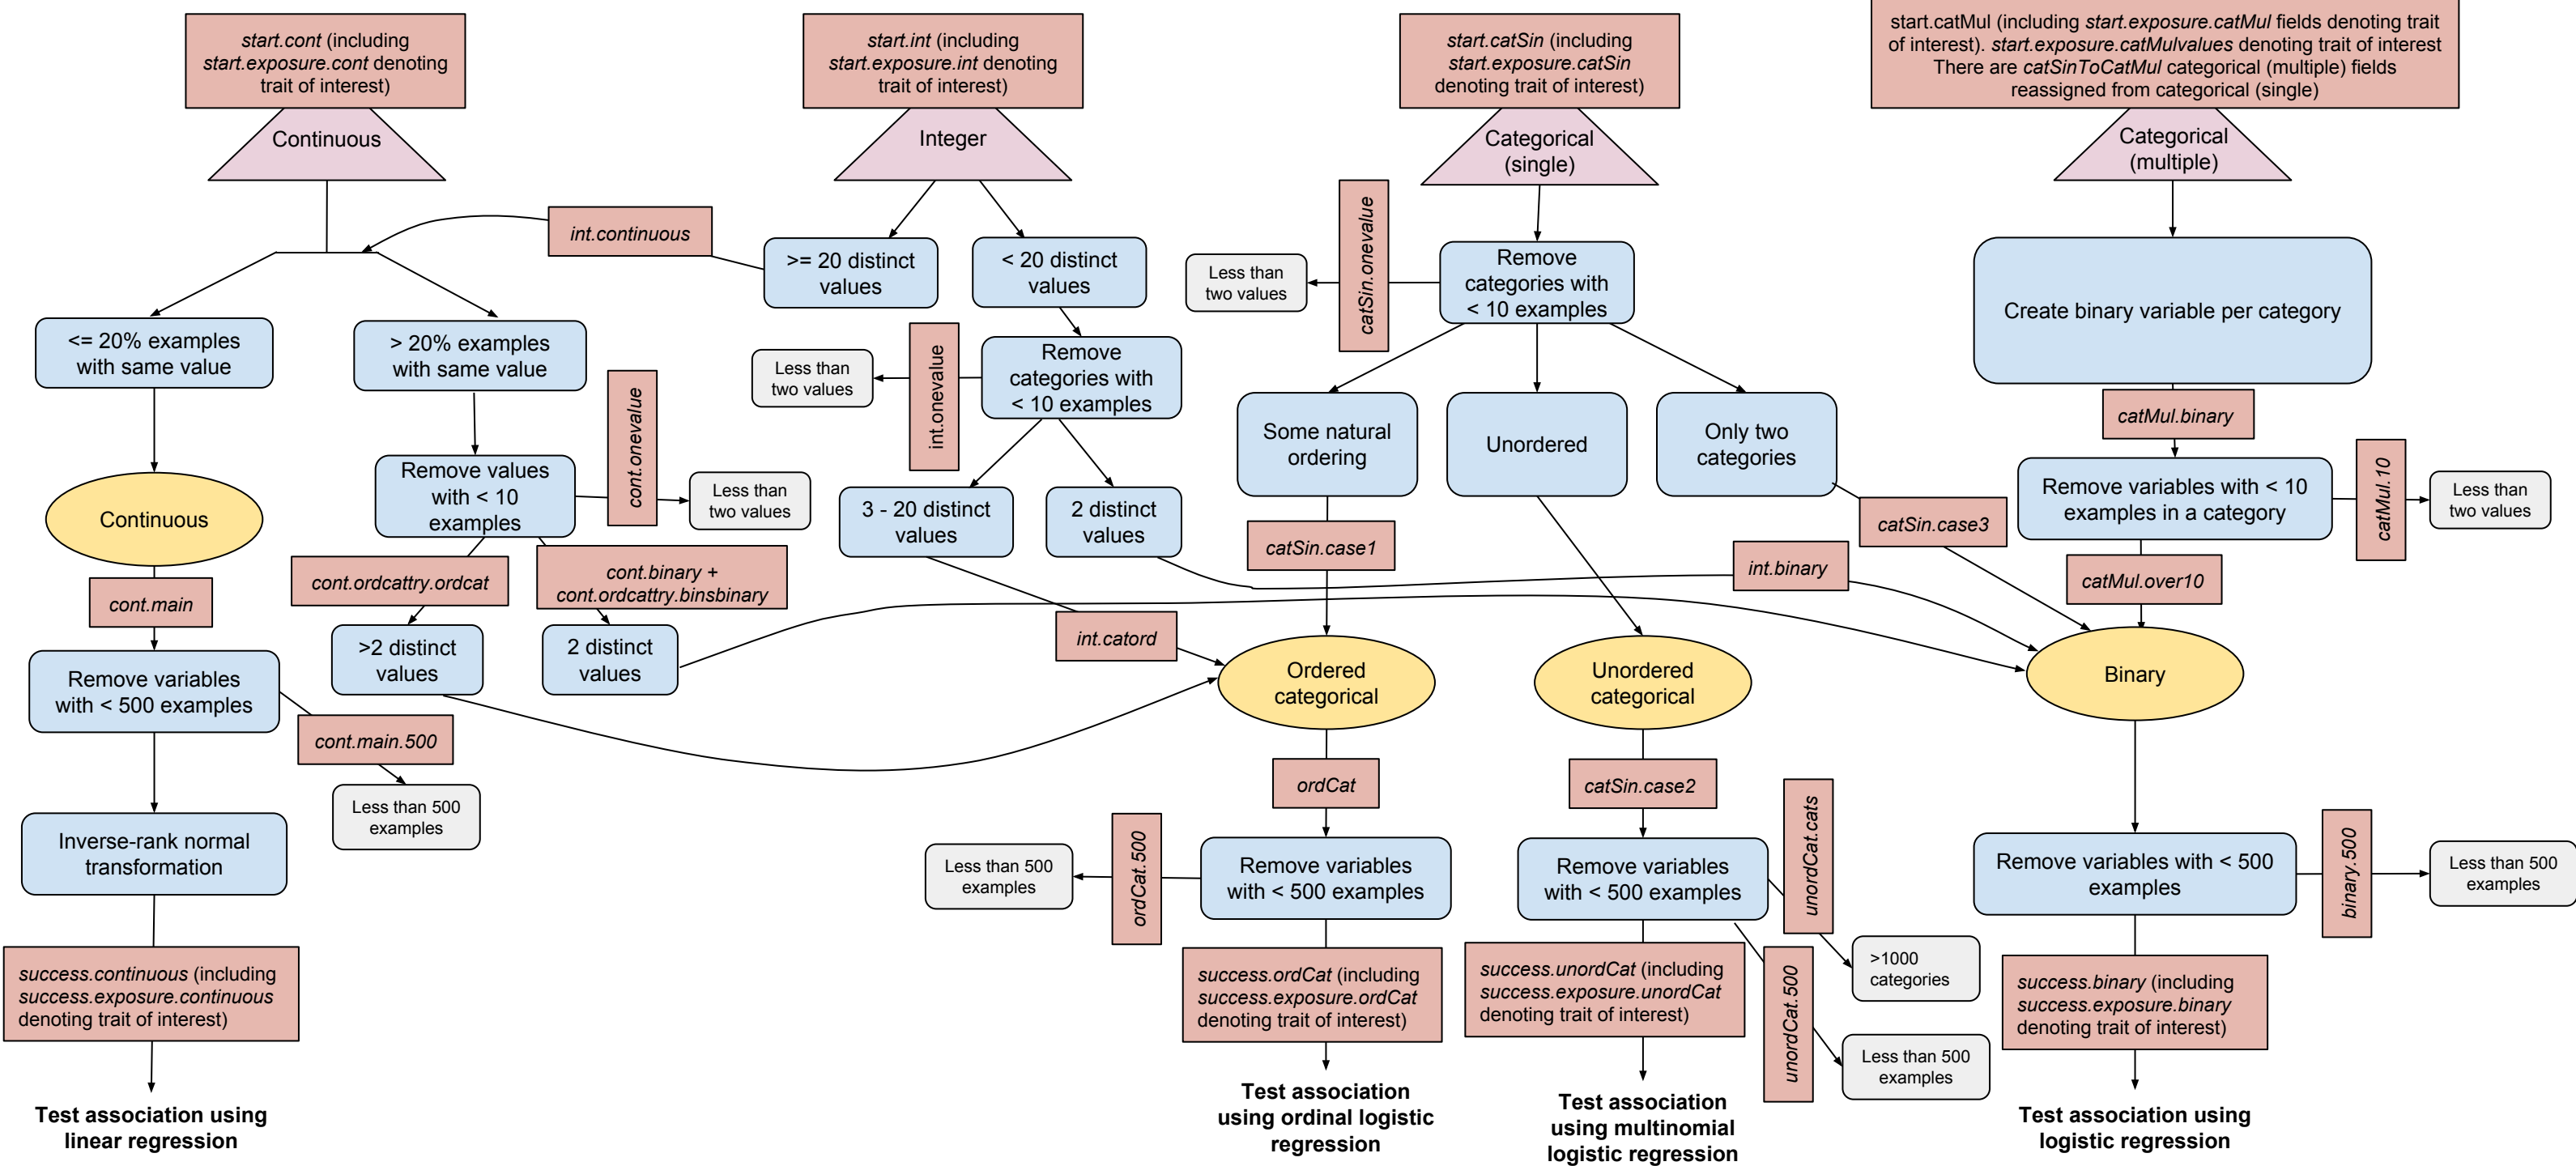 start.cont (including
start.exposure.cont denoting
trait of interest)
Continuous
start.int (including
start.exposure.int denoting
trait of interest)
Integer
start.catSin (including
start.exposure.catSin
denoting trait of interest)
Categorical
(single)
start.catMul (including start.exposure.catMul fields denoting trait
of interest). start.exposure.catMulvalues denoting trait of interest
There are catSinToCatMul categorical (multiple) fields
reassigned from categorical (single)
Categorical
(multiple)
int.continuous
>= 20 distinct
values
< 20 distinct
values
Less than
two values
catSin.onevalue
Remove
categories with
< 10 examples
Create binary variable per category
<= 20% examples
with same value
> 20% examples
with same value
Less than
two values
int.onevalue
Remove
categories with
< 10 examples
Some natural
ordering
Unordered
Only two
categories
catMul.binary
Continuous
Remove values
with < 10
examples
cont.onevalue
Less than
two values
3 - 20 distinct
values
2 distinct
values
catSin.case1
catSin.case3
Remove variables with < 10
examples in a category
catMul.10
Less than
two values
cont.main
cont.ordcattry.ordcat
cont.binary +
cont.ordcattry.binsbinary
int.binary
catMul.over10
Remove variables
with < 500 examples
>2 distinct
values
2 distinct
values
int.catord
Ordered
categorical
Unordered
categorical
Binary
cont.main.500
Less than 500
examples
ordCat
catSin.case2
Inverse-rank normal
transformation
Less than 500
examples
ordCat.500
Remove variables
with < 500 examples
Remove variables
with < 500 examples
unordCat.cats
>1000
categories
Remove variables with < 500
examples
binary.500
Less than 500
examples
success.continuous (including
success.exposure.continuous
denoting trait of interest)
success.ordCat (including
success.exposure.ordCat
denoting trait of interest)
success.unordCat (including
success.exposure.unordCat
denoting trait of interest)
unordCat.500
Less than 500
examples
success.binary (including
success.exposure.binary
denoting trait of interest)
Test association using
linear regression
Test association
using ordinal logistic
regression
Test association
using multinomial
logistic regression
Test association using
logistic regression